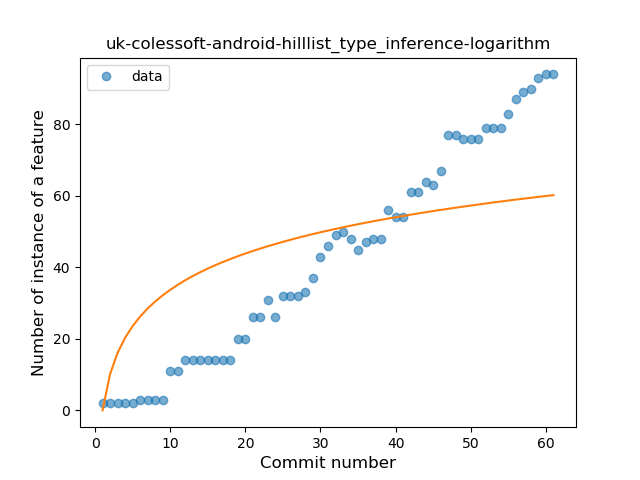 uk-colessoft-android-hilllist_type_inference-logarithm
data
Number of instance of a feature
80
60
40
20
0
0 10 20 30 40 50 60
Commit number